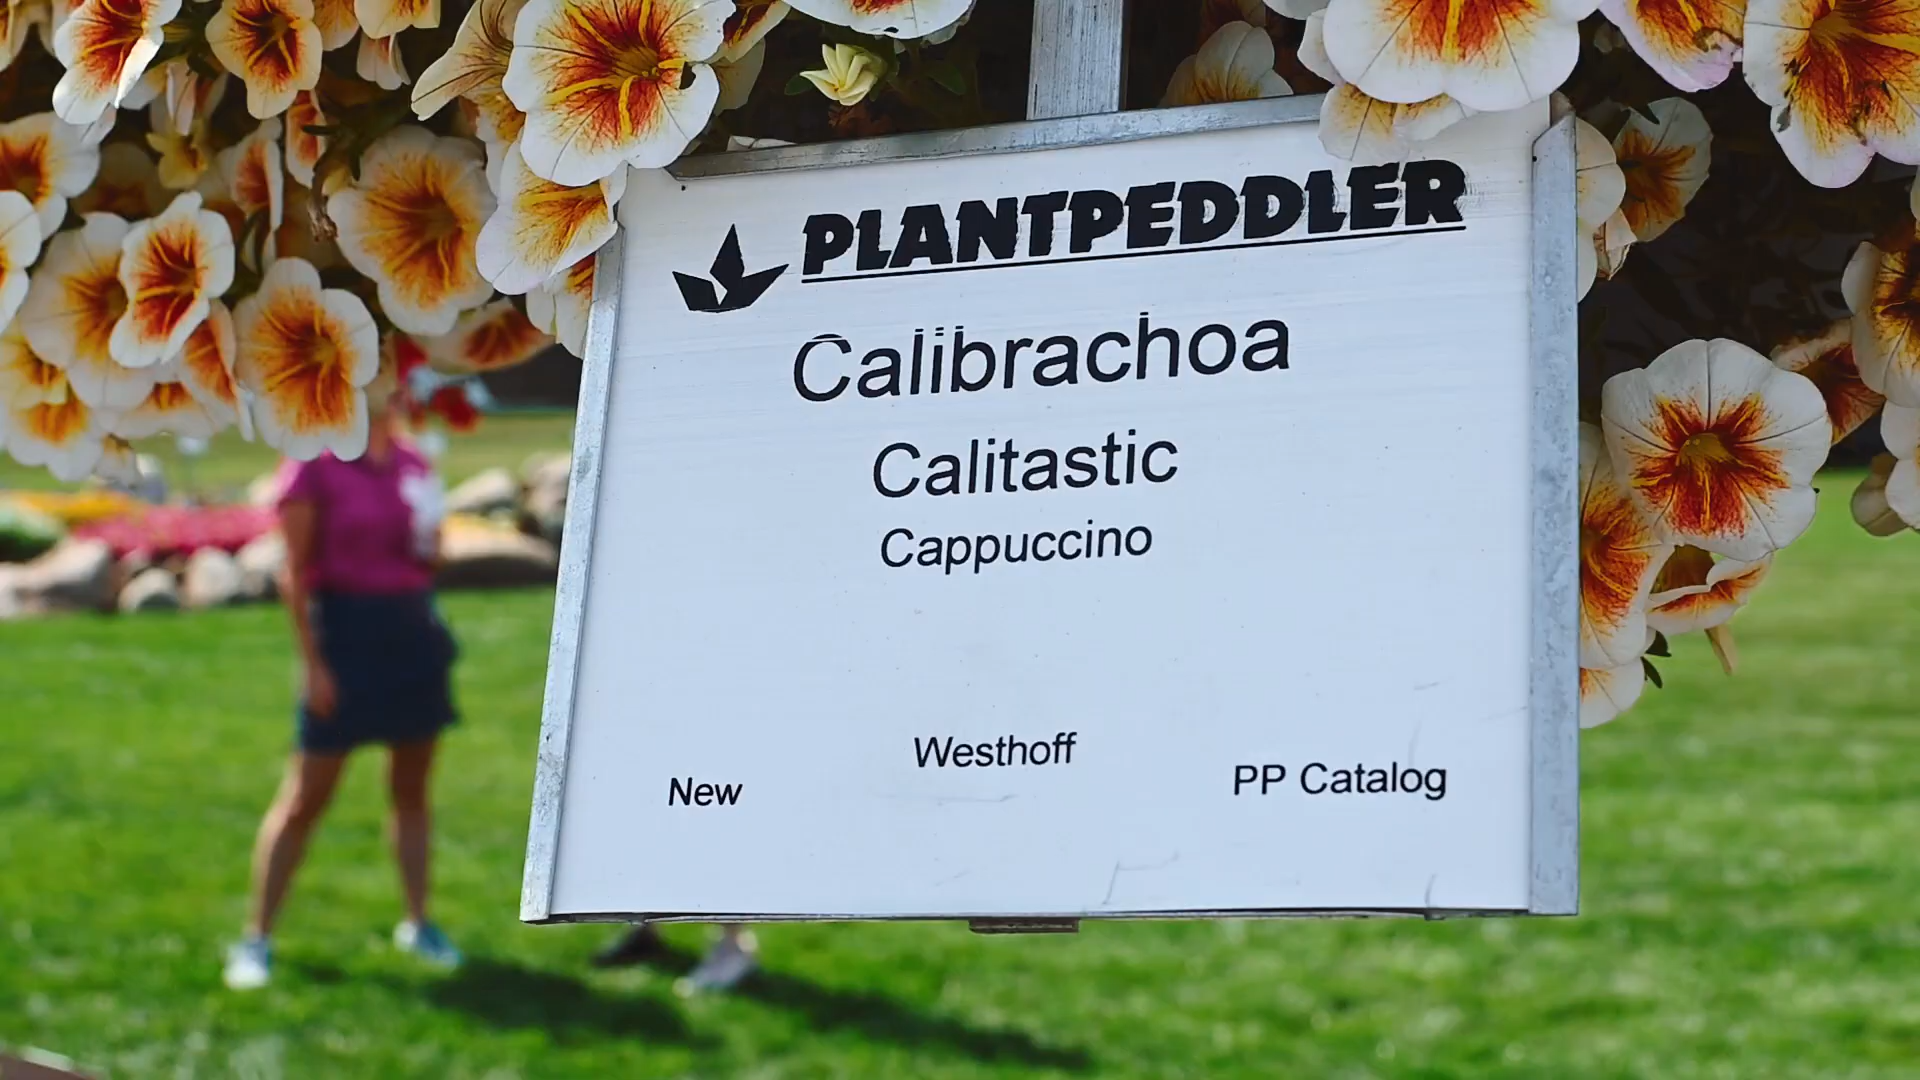 PLANTPEDDLER
Calibrachoa
Calitastic
Cappuccino
Westhoff
New
PP Catalog